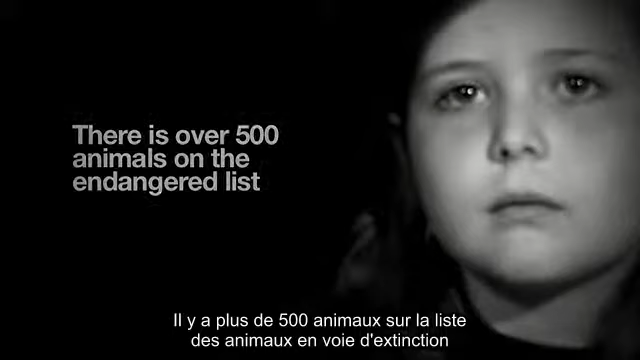 There is over 500
animals on the
endangered list
Il y a plus de 500 animaux sur la liste
des animaux en voie d'extinction